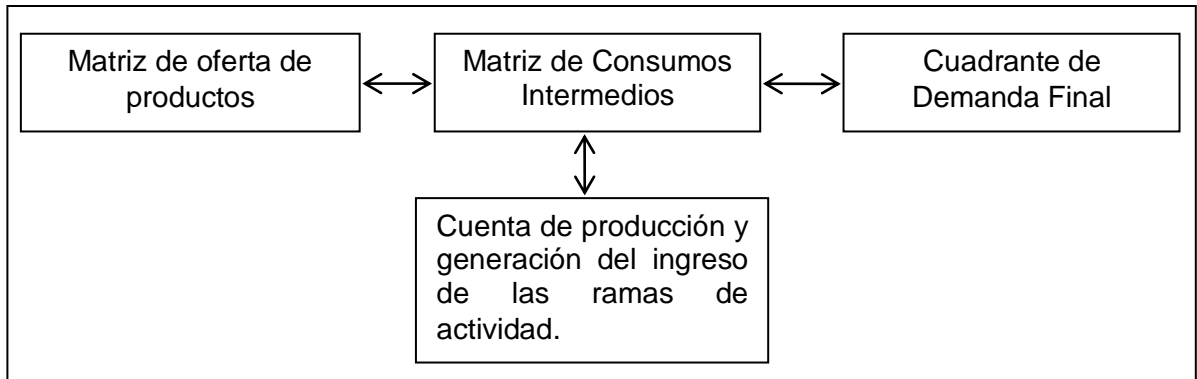 Matriz de oferta de
productos
Matriz de Consumos
Intermedios
Cuadrante de
Demanda Final
Cuenta de producción y
generación del ingreso
de las ramas de
actividad.